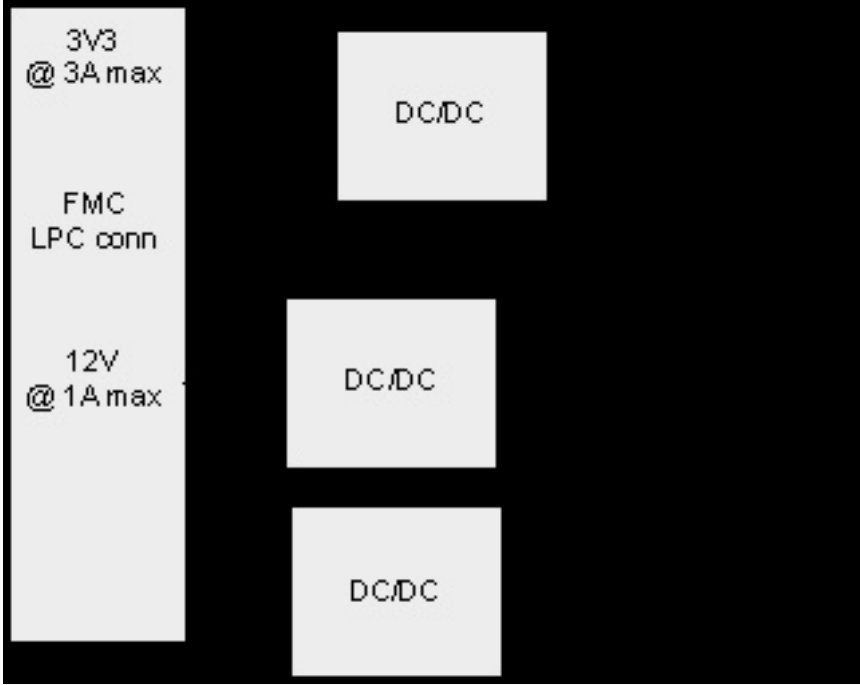 3V3
@ 3A max
DC/DC
FMC
LPC conn
12V
@ 1A max
DC/DC
DC/DC